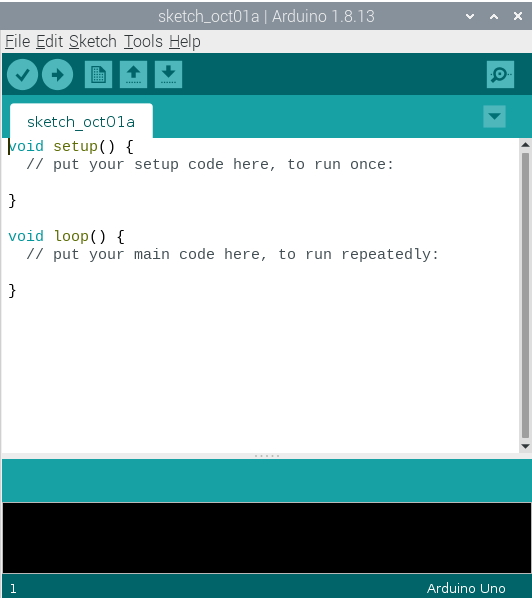 sketch_oct01a | Arduino 1.8.13
File Edit Sketch Tools Help
sketch_oct01a
void setup() {
  // put your setup code here, to run once:

}

void loop() {
  // put your main code here, to run repeatedly:

}
1
Arduino Uno